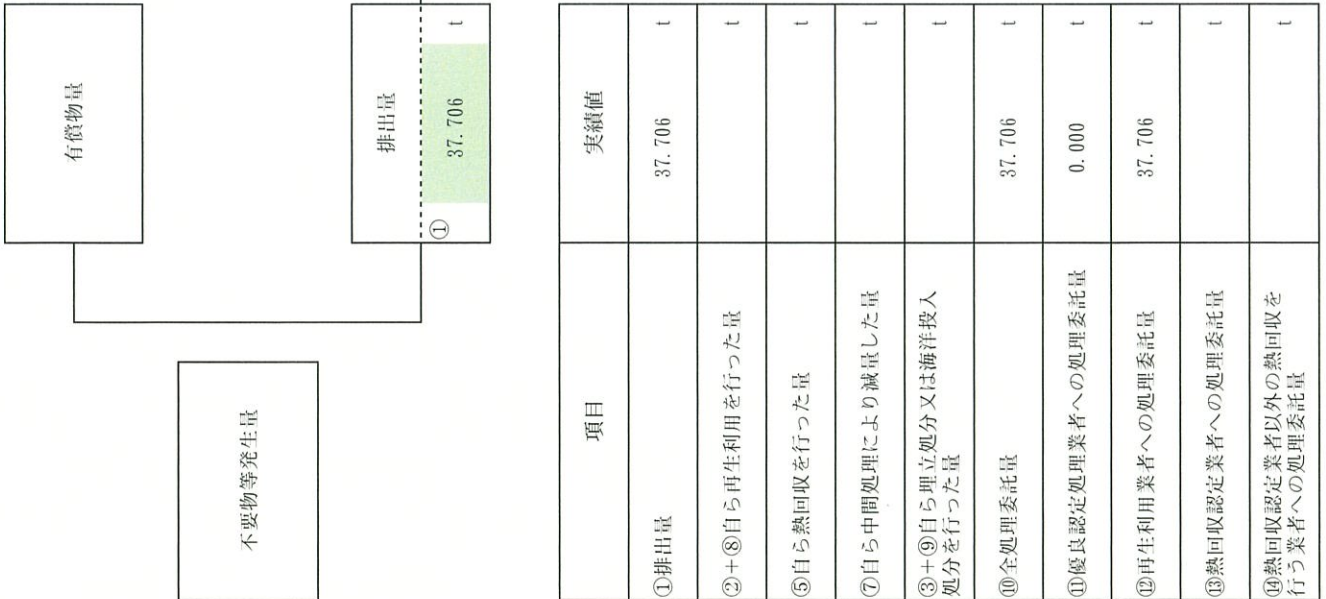 不要物等発生量
有償物量
排出量
① 37.706 t
項目 実績値
①排出量 37.706 t
②+⑧自ら再生利用を行った量 t
⑤自ら熱回収を行った量 t
⑦自ら中間処理により減量した量 t
③+⑨自ら埋立処分又は海洋投入
処分を行った量 t
⑩全処理委託量 37.706 t
⑪優良認定処理業者への処理委託量 0.000 t
⑫再生利用業者への処理委託量 37.706 t
⑬熱回収認定業者への処理委託量 t
⑭熱回収認定業者以外の熱回収を
行う業者への処理委託量 t